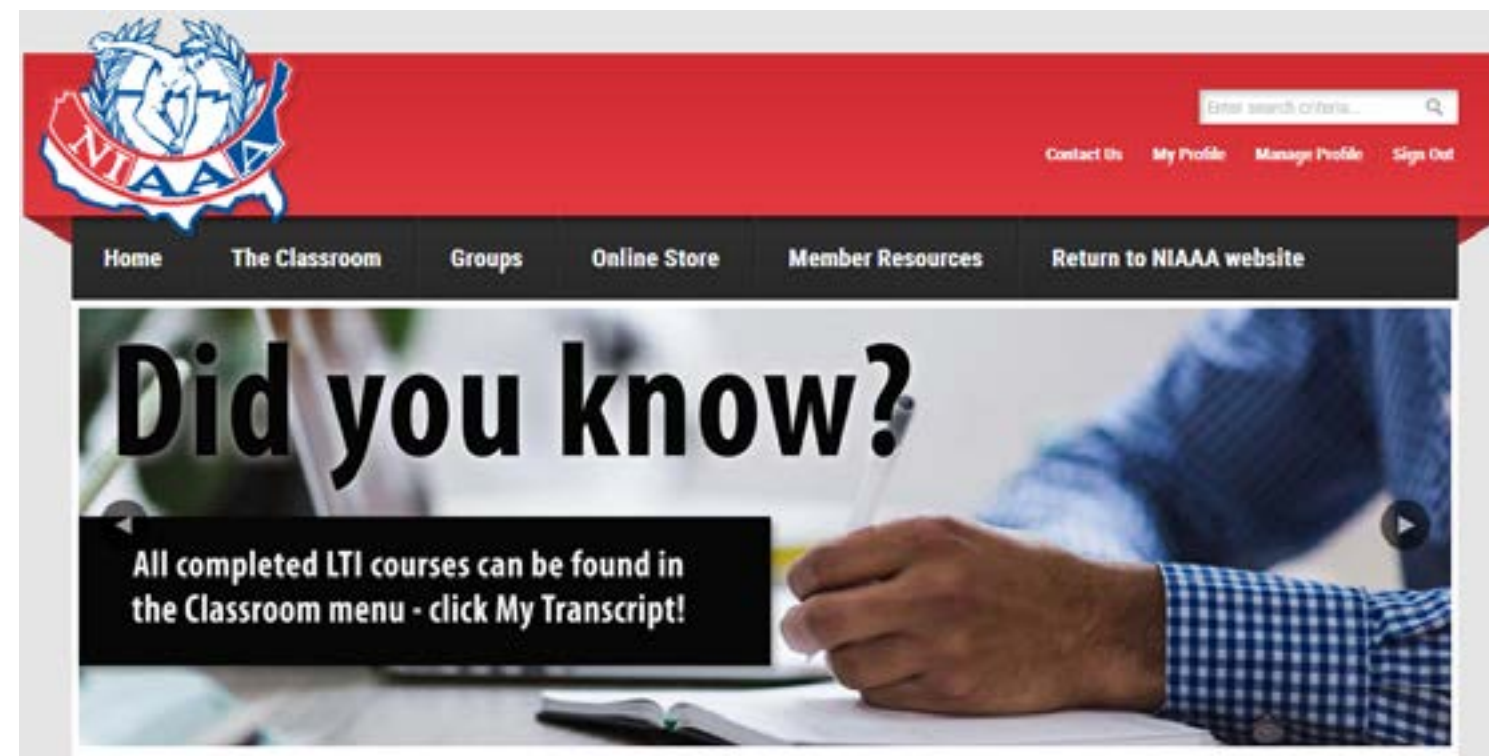 NIAAA
Enter search criteria...
Contact Us My Profile Manage Profile Sign Out
Home The Classroom Groups Online Store Member Resources Return to NIAAA website
Did you know?
All completed LTI courses can be found in
the Classroom menu - click My Transcript!